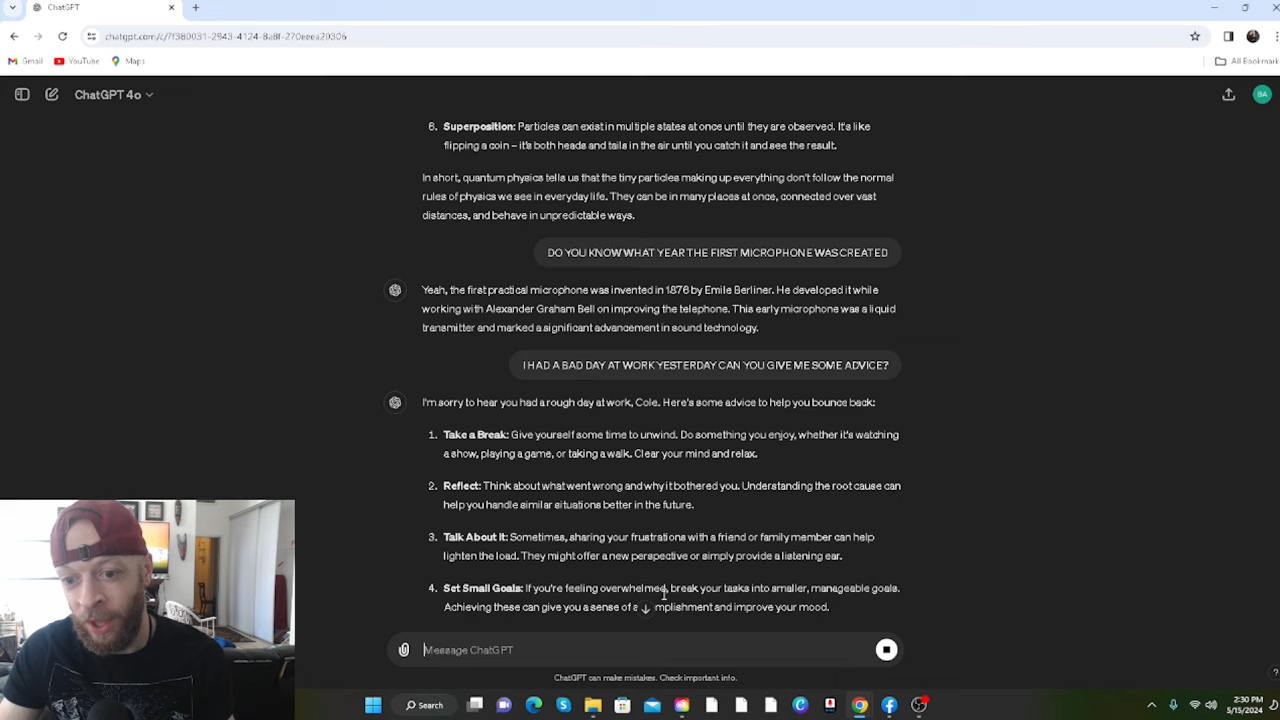 ChatGPT
chatgpt.com/c/7f380031-2943-4124-8a8f-270eeea20306
Gmail
YouTube
Maps
All Bookmark
ChatGPT 4o
BA
6. Superposition: Particles can exist in multiple states at once until they are observed. It's like
flipping a coin – it's both heads and tails in the air until you catch it and see the result.
In short, quantum physics tells us that the tiny particles making up everything don't follow the normal
rules of physics we see in everyday life. They can be in many places at once, connected over vast
distances, and behave in unpredictable ways.
DO YOU KNOW WHAT YEAR THE FIRST MICROPHONE WAS CREATED
Yeah, the first practical microphone was invented in 1876 by Emile Berliner. He developed it while
working with Alexander Graham Bell on improving the telephone. This early microphone was a liquid
transmitter and marked a significant advancement in sound technology.
I HAD A BAD DAY AT WORK YESTERDAY CAN YOU GIVE ME SOME ADVICE?
I'm sorry to hear you had a rough day at work, Cole. Here's some advice to help you bounce back:
1. Take a Break: Give yourself some time to unwind. Do something you enjoy, whether it's watching
a show, playing a game, or taking a walk. Clear your mind and relax.
2. Reflect: Think about what went wrong and why it bothered you. Understanding the root cause can
help you handle similar situations better in the future.
3. Talk About It: Sometimes, sharing your frustrations with a friend or family member can help
lighten the load. They might offer a new perspective or simply provide a listening ear.
4. Set Small Goals: If you're feeling overwhelmed, break your tasks into smaller, manageable goals.
Achieving these can give you a sense of a mplishment and improve your mood.
Message ChatGPT
ChatGPT can make mistakes. Check important info.
?
Search
2:30 PM
5/15/2024